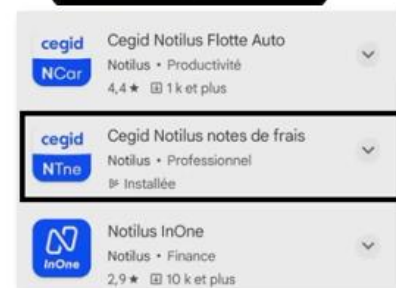 cegid
NCar
Cegid Notilus Flotte Auto
Notilus • Productivité
4,4★ 1 k et plus
cegid
NTne
Cegid Notilus notes de frais
Notilus • Professionnel
Installée
InOne
Notilus InOne
Notilus • Finance
2,9★ 10 k et plus